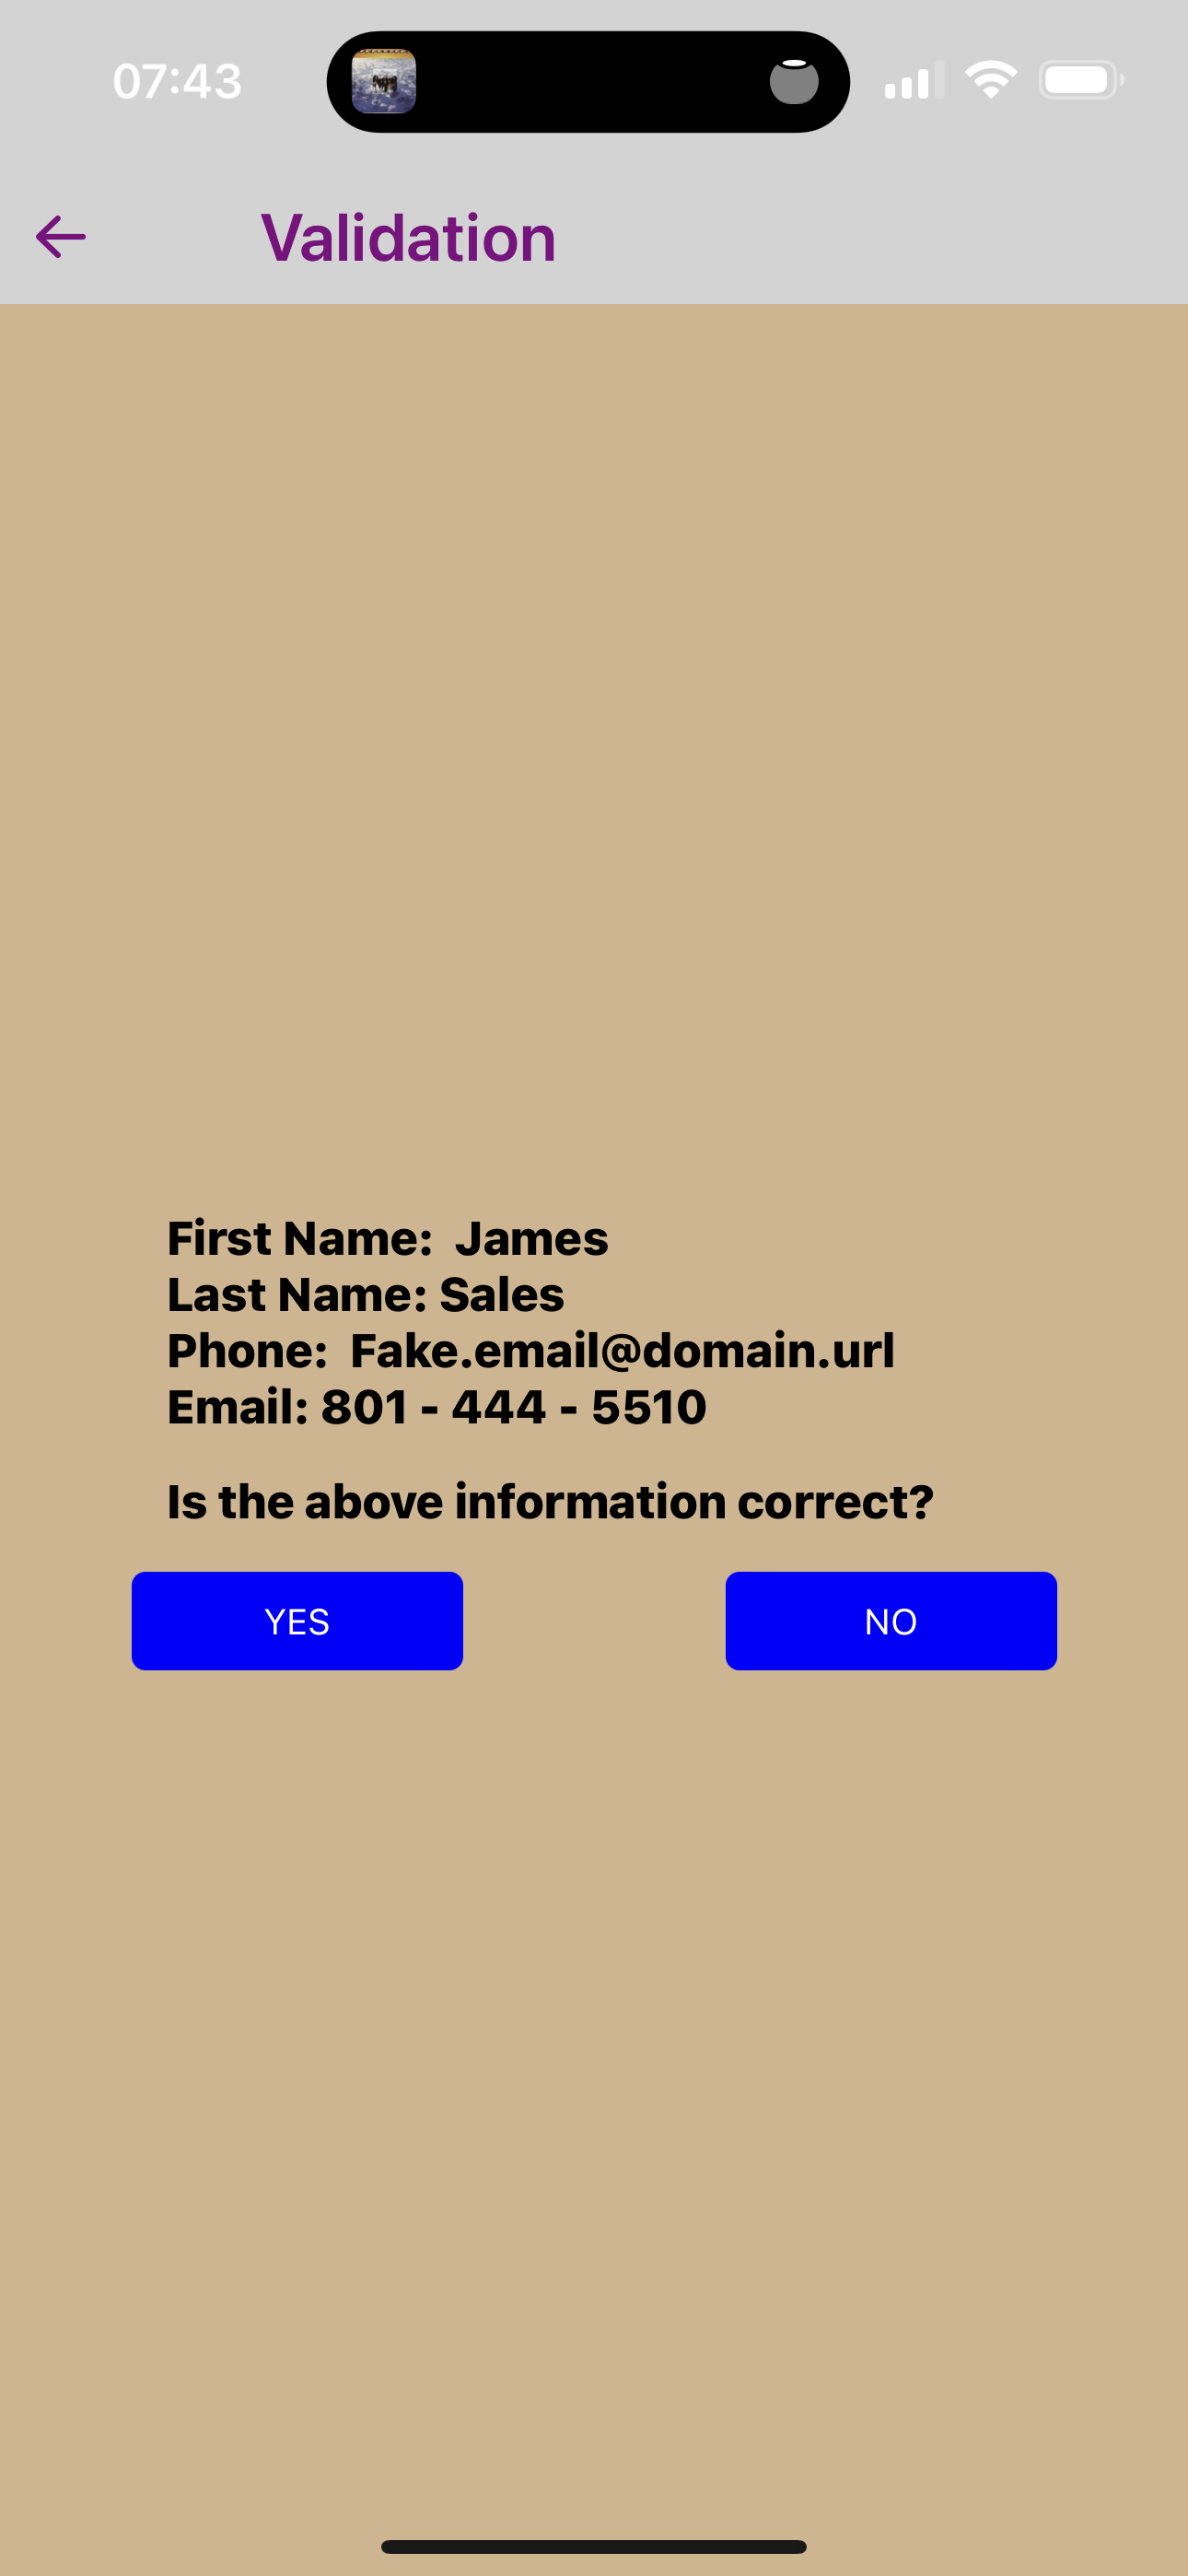 07:43
Validation
First Name:  James
Last Name: Sales
Phone:  Fake.email@domain.url
Email: 801 - 444 - 5510
Is the above information correct?
YES
NO